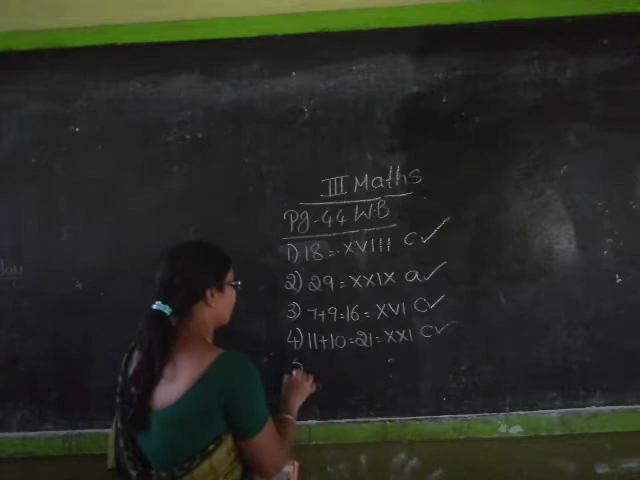 III Maths
Pg-44 W.B
1) 18 = XVIII c ✓
2) 29 = XXIX a ✓
3) 7+9=16 = XVI c ✓
4) 11+10=21=XXI c ✓